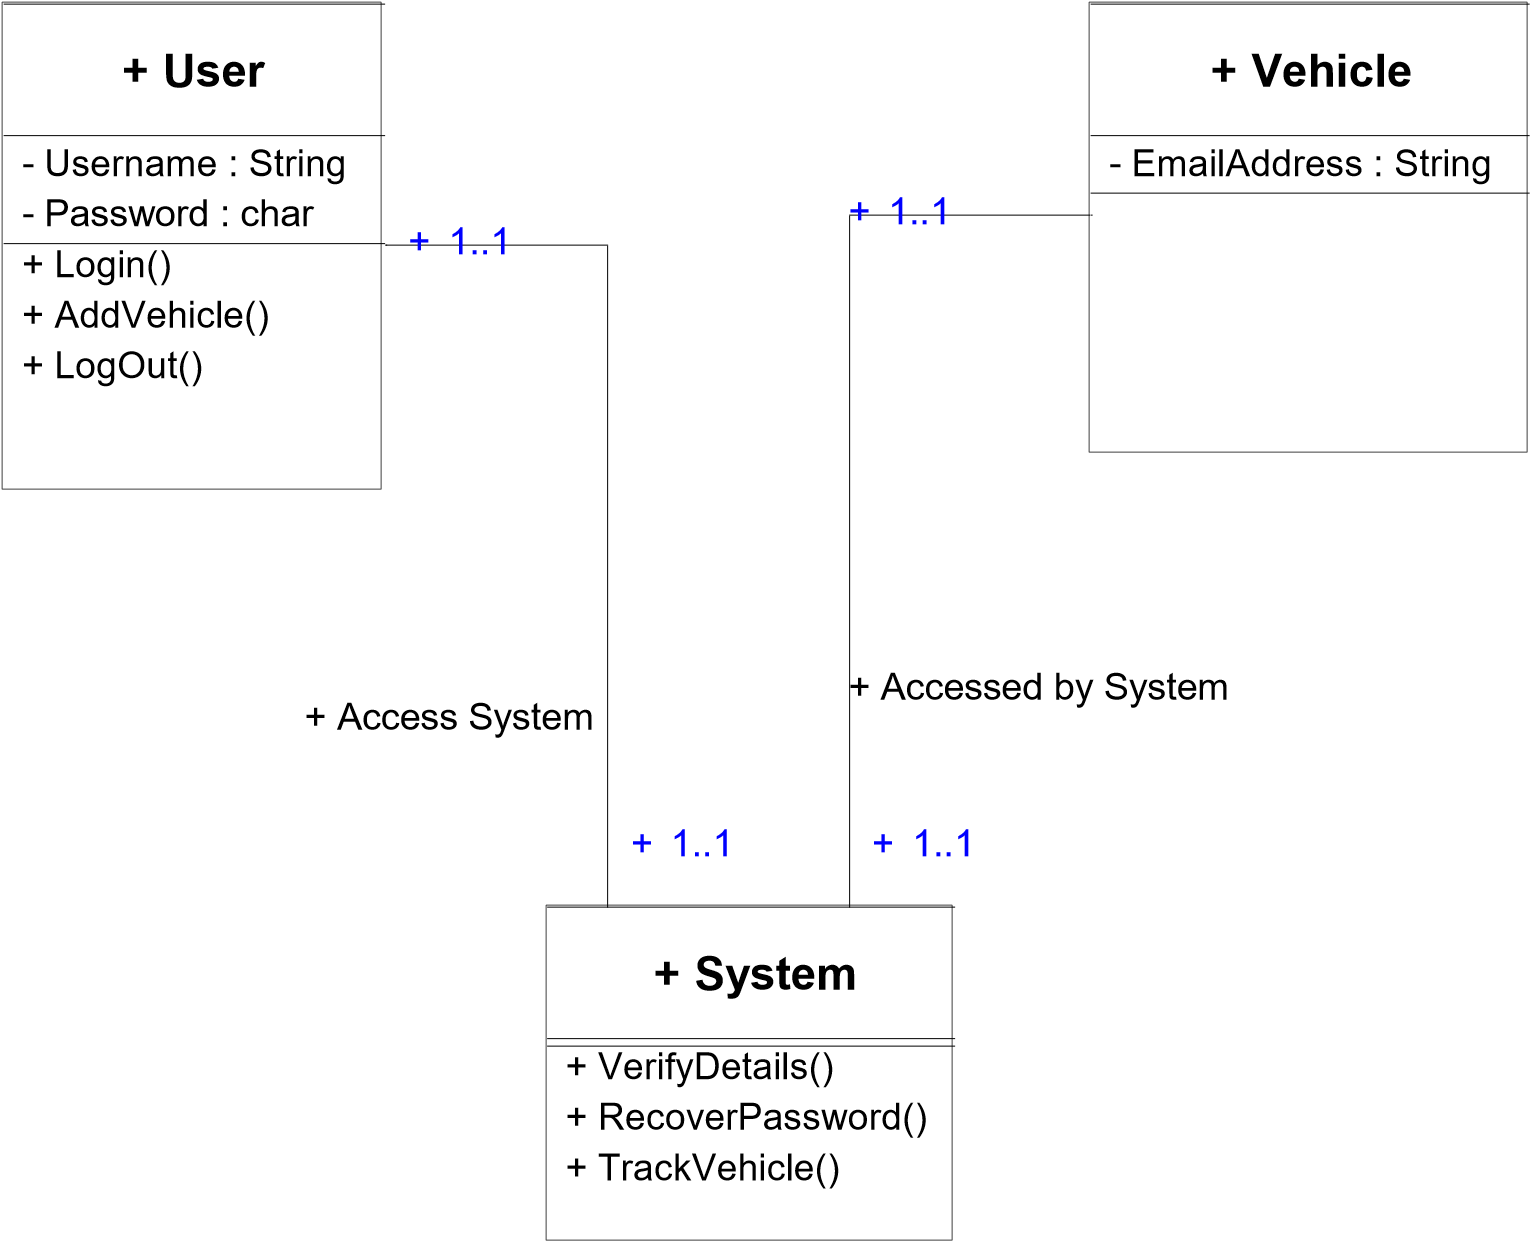 + User
- Username : String
- Password : char
+ Login()
+ AddVehicle()
+ LogOut()
+ Vehicle
- EmailAddress : String
+ 1..1
+ 1..1
+ Access System
+ Accessed by System
+ 1..1
+ 1..1
+ System
+ VerifyDetails()
+ RecoverPassword()
+ TrackVehicle()